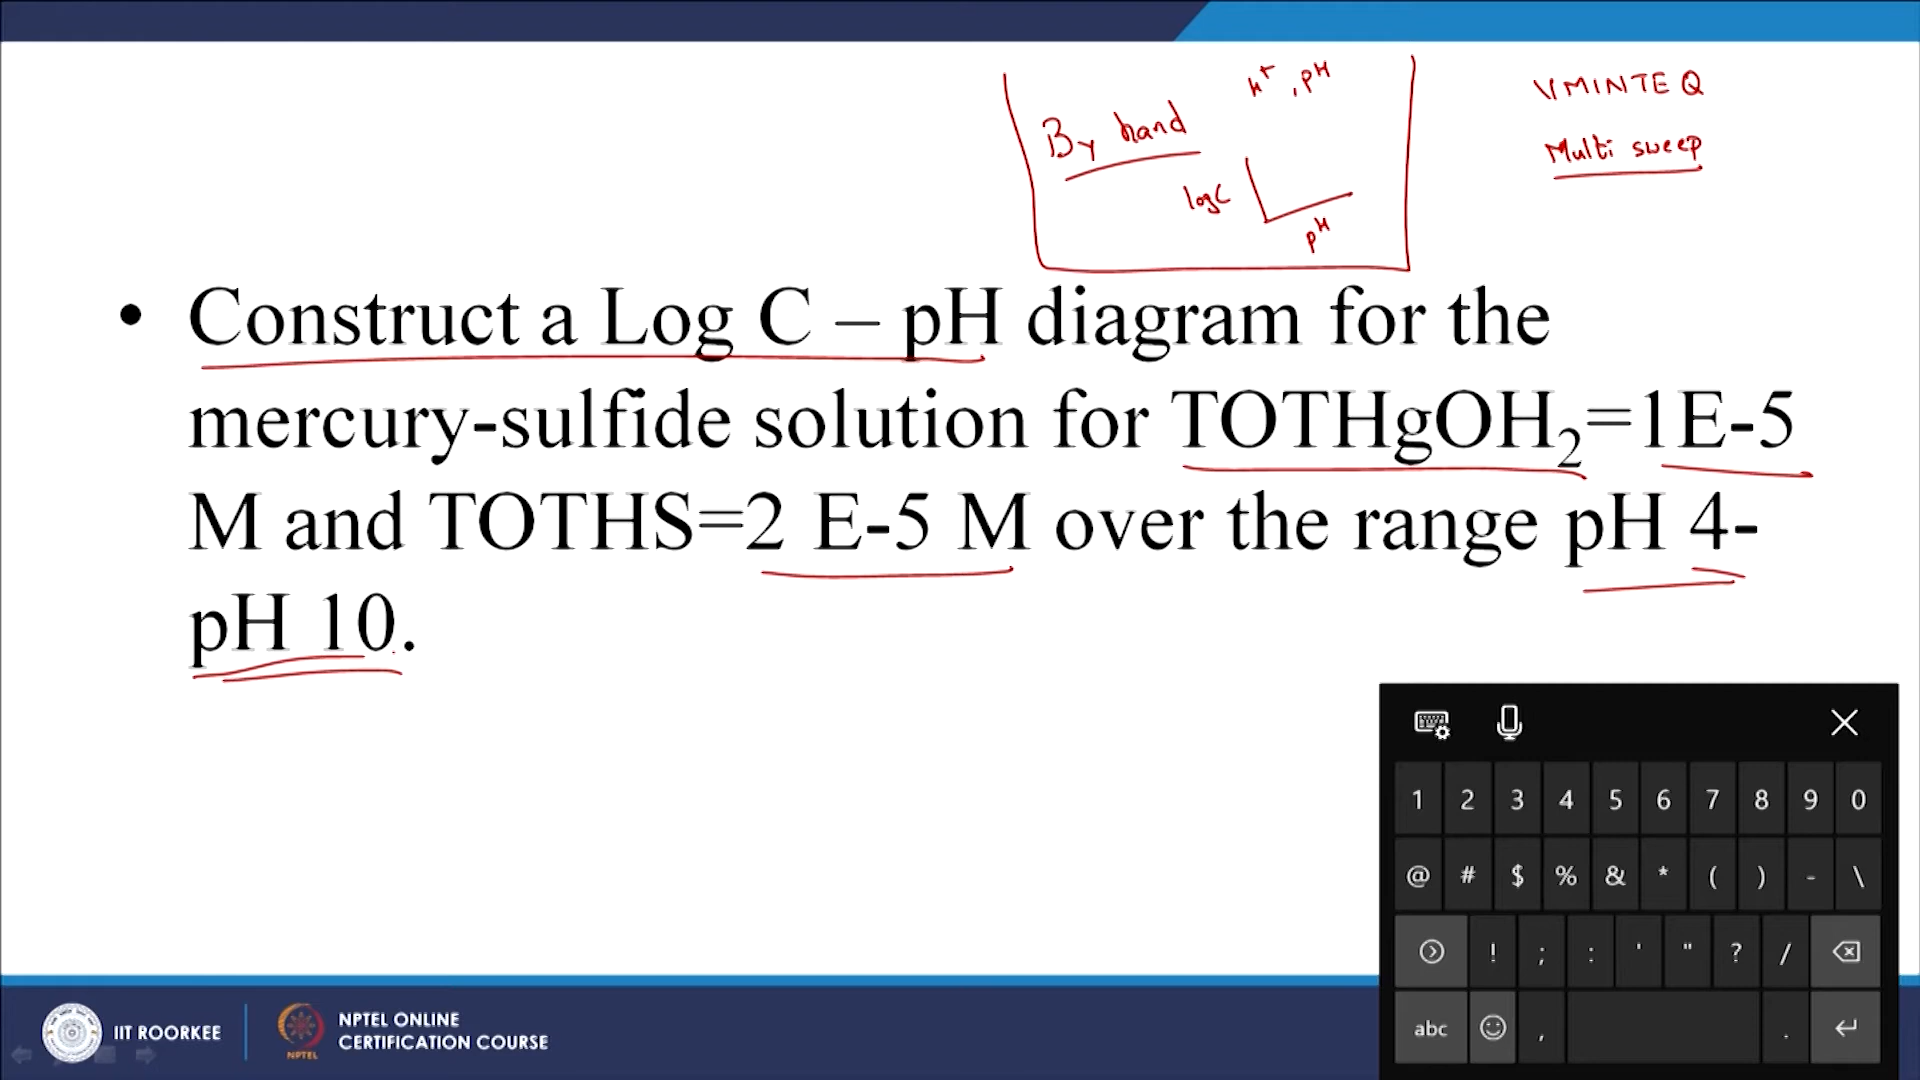 H+, pH
VMINTEQ
By hand
Multi sweep
logC
pH
• Construct a Log C – pH diagram for the
mercury-sulfide solution for TOTHgOH₂=1E-5
M and TOTHS=2 E-5 M over the range pH 4-
pH 10.
1 2 3 4 5 6 7 8 9 0
@ # $ % & * ( ) - \
! ; : ' " ? /
abc , .
IIT ROORKEE
NPTEL
NPTEL ONLINE
CERTIFICATION COURSE